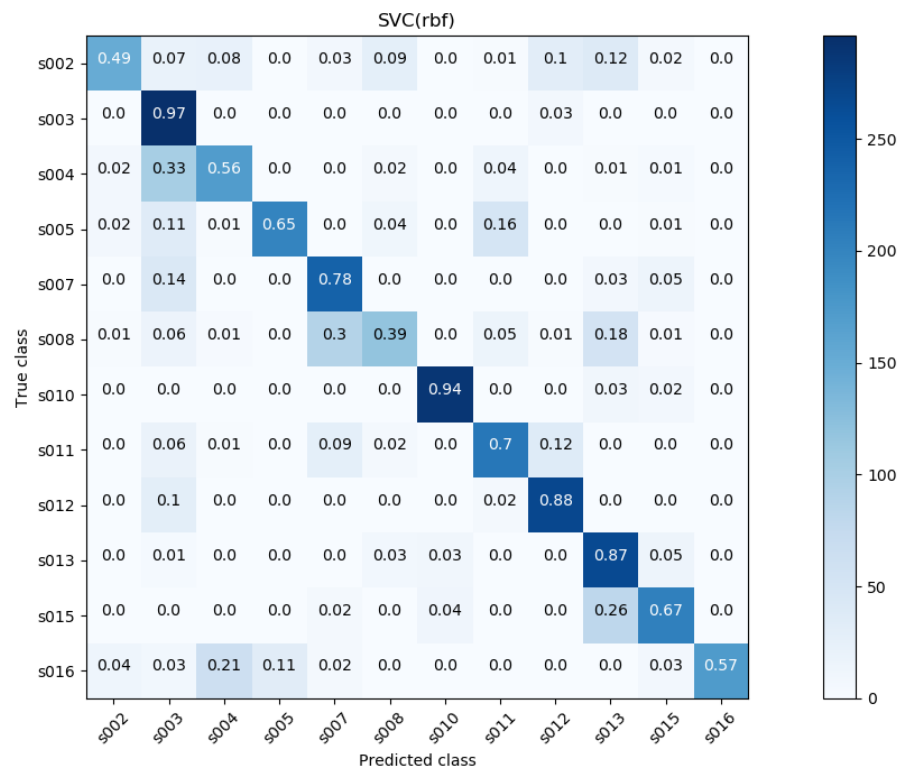 SVC(rbf)
s002 0.49 0.07 0.08 0.0 0.03 0.09 0.0 0.01 0.1 0.12 0.02 0.0
s003 0.0 0.97 0.0 0.0 0.0 0.0 0.0 0.0 0.03 0.0 0.0 0.0
s004 0.02 0.33 0.56 0.0 0.0 0.02 0.0 0.04 0.0 0.01 0.01 0.0
s005 0.02 0.11 0.01 0.65 0.0 0.04 0.0 0.16 0.0 0.0 0.01 0.0
s007 0.0 0.14 0.0 0.0 0.78 0.0 0.0 0.0 0.0 0.03 0.05 0.0
s008 0.01 0.06 0.01 0.0 0.3 0.39 0.0 0.05 0.01 0.18 0.01 0.0
s010 0.0 0.0 0.0 0.0 0.0 0.0 0.94 0.0 0.0 0.03 0.02 0.0
s011 0.0 0.06 0.01 0.0 0.09 0.02 0.0 0.7 0.12 0.0 0.0 0.0
s012 0.0 0.1 0.0 0.0 0.0 0.0 0.0 0.02 0.88 0.0 0.0 0.0
s013 0.0 0.01 0.0 0.0 0.0 0.03 0.03 0.0 0.0 0.87 0.05 0.0
s015 0.0 0.0 0.0 0.0 0.02 0.0 0.04 0.0 0.0 0.26 0.67 0.0
s016 0.04 0.03 0.21 0.11 0.02 0.0 0.0 0.0 0.0 0.0 0.03 0.57
s002 s003 s004 s005 s007 s008 s010 s011 s012 s013 s015 s016
Predicted class
True class
250
200
150
100
50
0